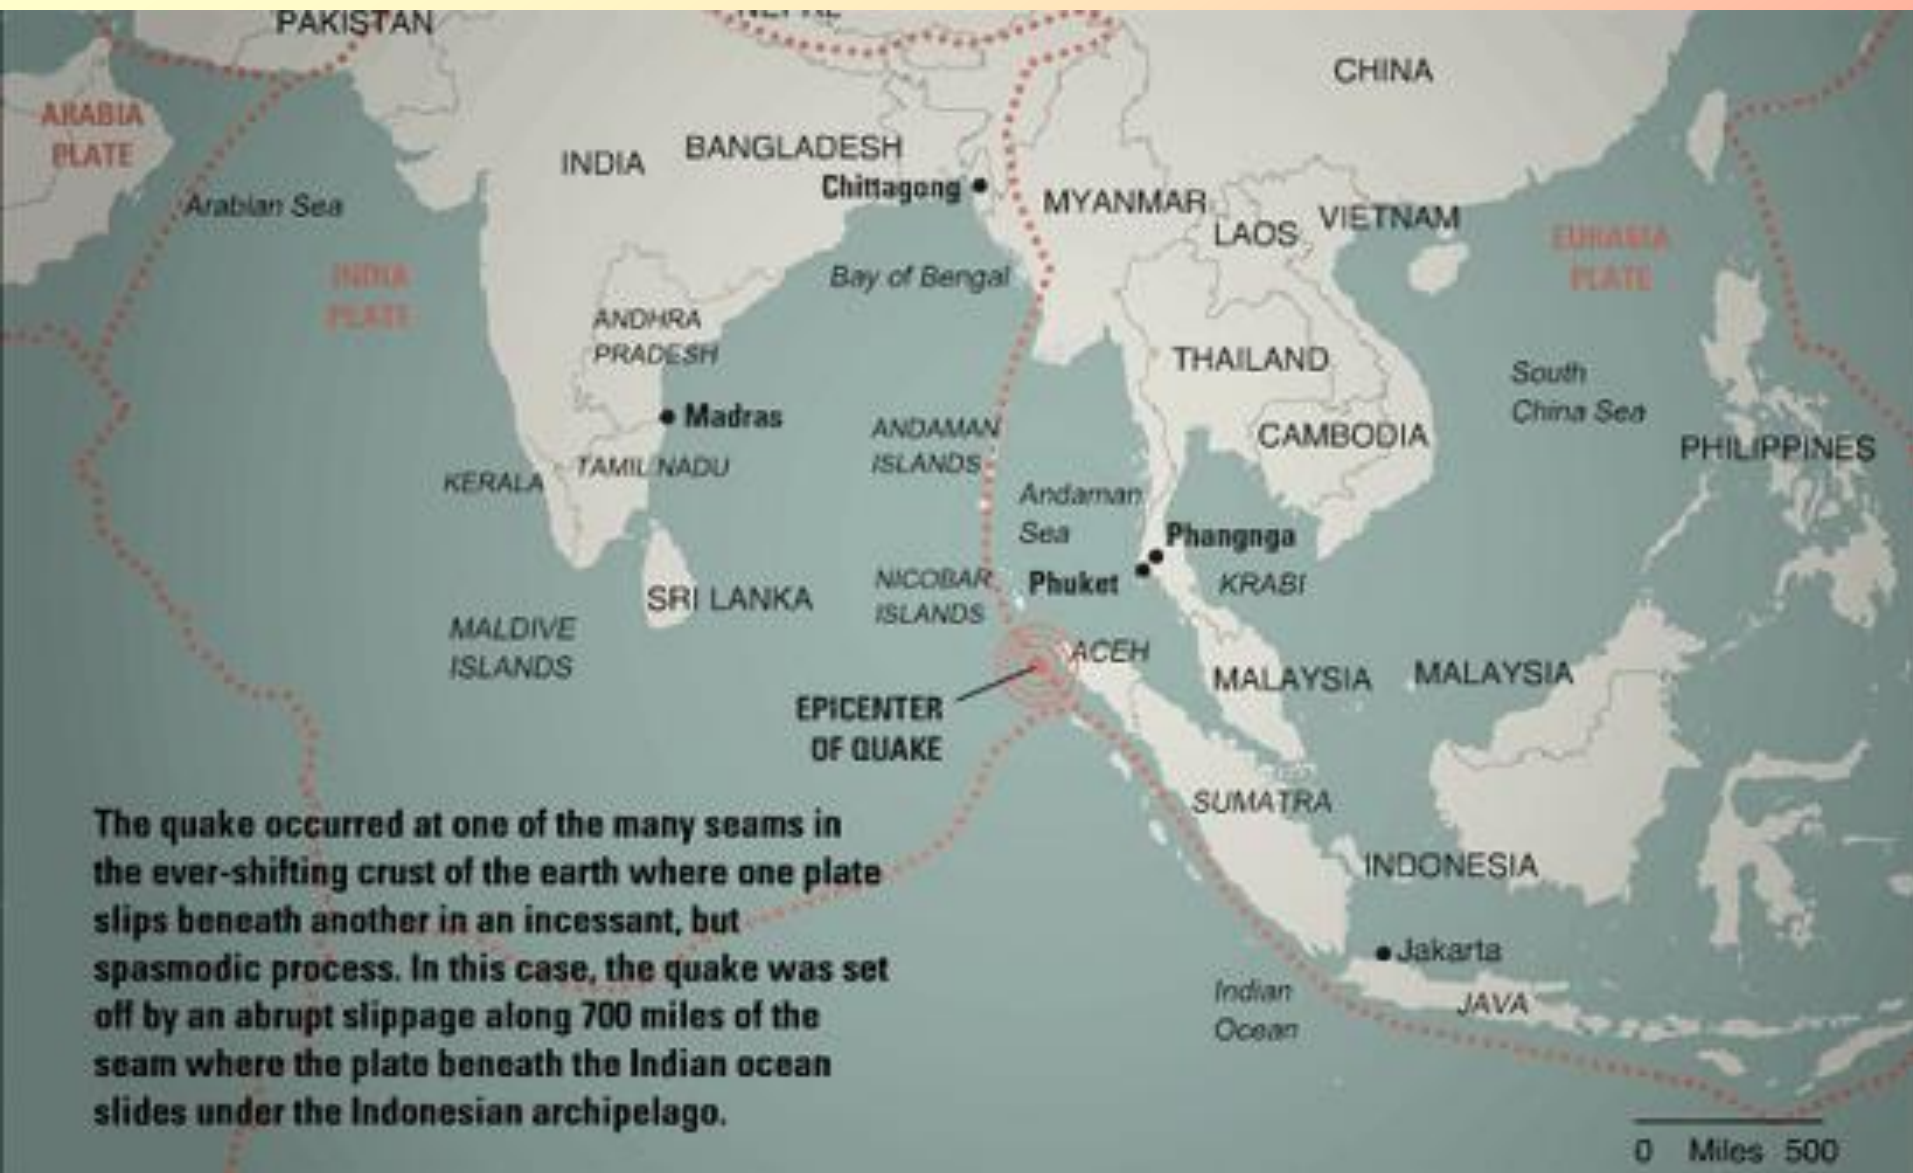 PAKISTAN
NEPAL
CHINA
ARABIA
PLATE
INDIA
BANGLADESH
Chittagong
MYANMAR
LAOS
VIETNAM
Arabian Sea
EURASIA
PLATE
INDIA
PLATE
Bay of Bengal
ANDHRA
PRADESH
THAILAND
South
China Sea
Madras
ANDAMAN
ISLANDS
CAMBODIA
PHILIPPINES
KERALA
TAMIL NADU
Andaman
Sea
Phangnga
Phuket
KRABI
NICOBAR
ISLANDS
SRI LANKA
MALDIVE
ISLANDS
ACEH
MALAYSIA
MALAYSIA
EPICENTER
OF QUAKE
SUMATRA
INDONESIA
Jakarta
JAVA
Indian
Ocean
The quake occurred at one of the many seams in
the ever-shifting crust of the earth where one plate
slips beneath another in an incessant, but
spasmodic process. In this case, the quake was set
off by an abrupt slippage along 700 miles of the
seam where the plate beneath the Indian ocean
slides under the Indonesian archipelago.
0 Miles 500